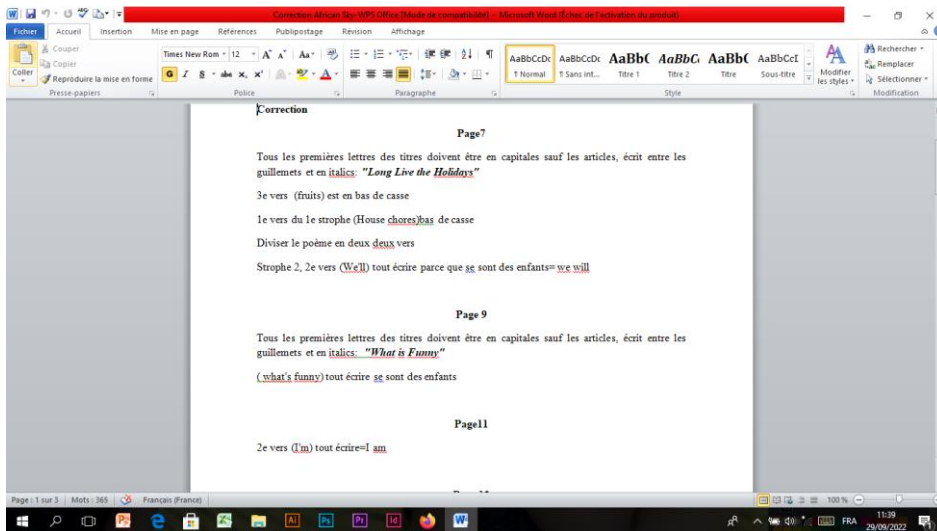 Correction African Sky-WPS Office [Mode de compatibilité] - Microsoft Word (Échec de l'activation du produit)
Fichier Accueil Insertion Mise en page Références Publipostage Révision Affichage
Couper
Copier
Reproduire la mise en forme
Coller
Presse-papiers
Times New Rom 12
G I S abc x₂ x²
Police
Paragraphe
AaBbCcDc AaBbCcDc AaBb( AaBbC AaBb( AaBbCcI
¶ Normal ¶ Sans int... Titre 1 Titre 2 Titre Sous-titre
Modifier les styles
Style
Rechercher
Remplacer
Sélectionner
Modification
Correction
Page7
Tous les premières lettres des titres doivent être en capitales sauf les articles, écrit entre les
guillemets et en italics: "Long Live the Holidays"
3e vers (fruits) est en bas de casse
1e vers du 1e strophe (House chores)bas de casse
Diviser le poème en deux deux vers
Strophe 2, 2e vers (We'll) tout écrire parce que se sont des enfants= we will
Page 9
Tous les premières lettres des titres doivent être en capitales sauf les articles, écrit entre les
guillemets et en italics: "What is Funny"
( what's funny) tout écrire se sont des enfants
Page11
2e vers (I'm) tout écrire=I am
Page : 1 sur 3 Mots : 365 Français (France) 100 %
Ai Ps Pr Id
FRA
11:39
29/09/2022